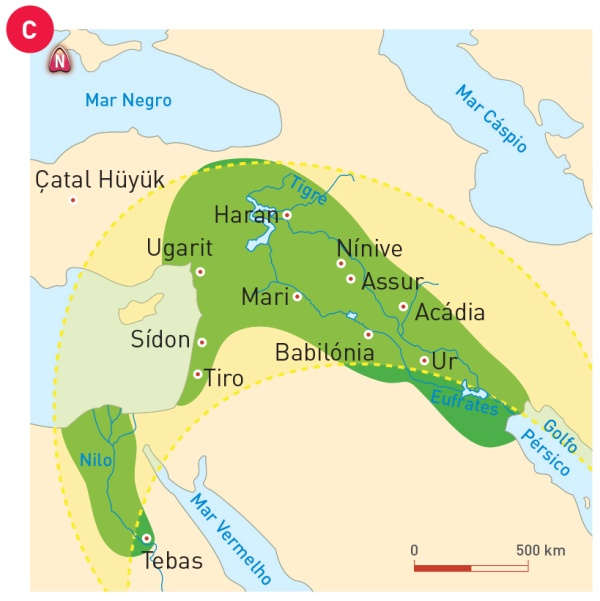 C
N
Mar Negro
Mar Cáspio
Çatal Hüyük
Tigre
Haran
Ugarit
Nínive
Assur
Mari
Acádia
Sídon
Babilónia
Ur
Tiro
Eufrates
Golfo
Pérsico
Nilo
Mar Vermelho
Tebas
0 500 km